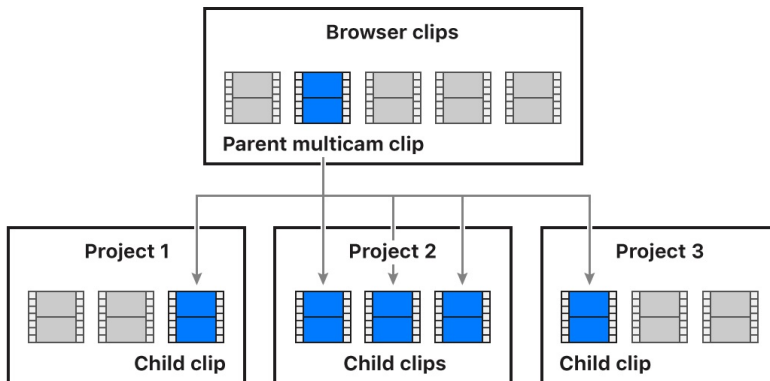 Browser clips
Parent multicam clip
Project 1
Project 2
Project 3
Child clip
Child clips
Child clip